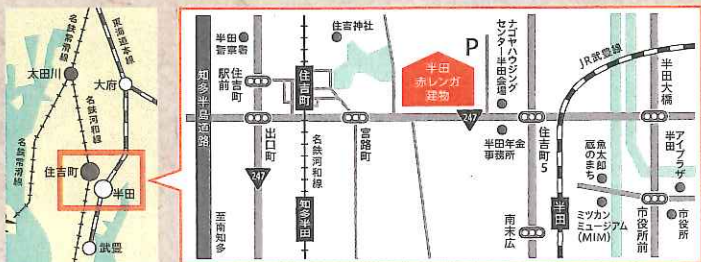 名鉄常滑線
東海道本線
太田川
大府
名鉄河和線
名鉄常滑線
住吉町
半田
武豊
半田
警察署
住吉神社
住吉町
駅前
住吉町
知多半島道路
出口町
247
至南知多
名鉄河和線
知多半田
宮路町
半田
赤レンガ
建物
P
247
ナゴヤハウジング
センター半田会場
半田年金
事務所
住吉町5
南末広
JR武豊線
半田
魚太郎
蔵のまち
ミツカン
ミュージアム
(MIM)
半田大橋
アイプラザ
半田
市役所前
市役所